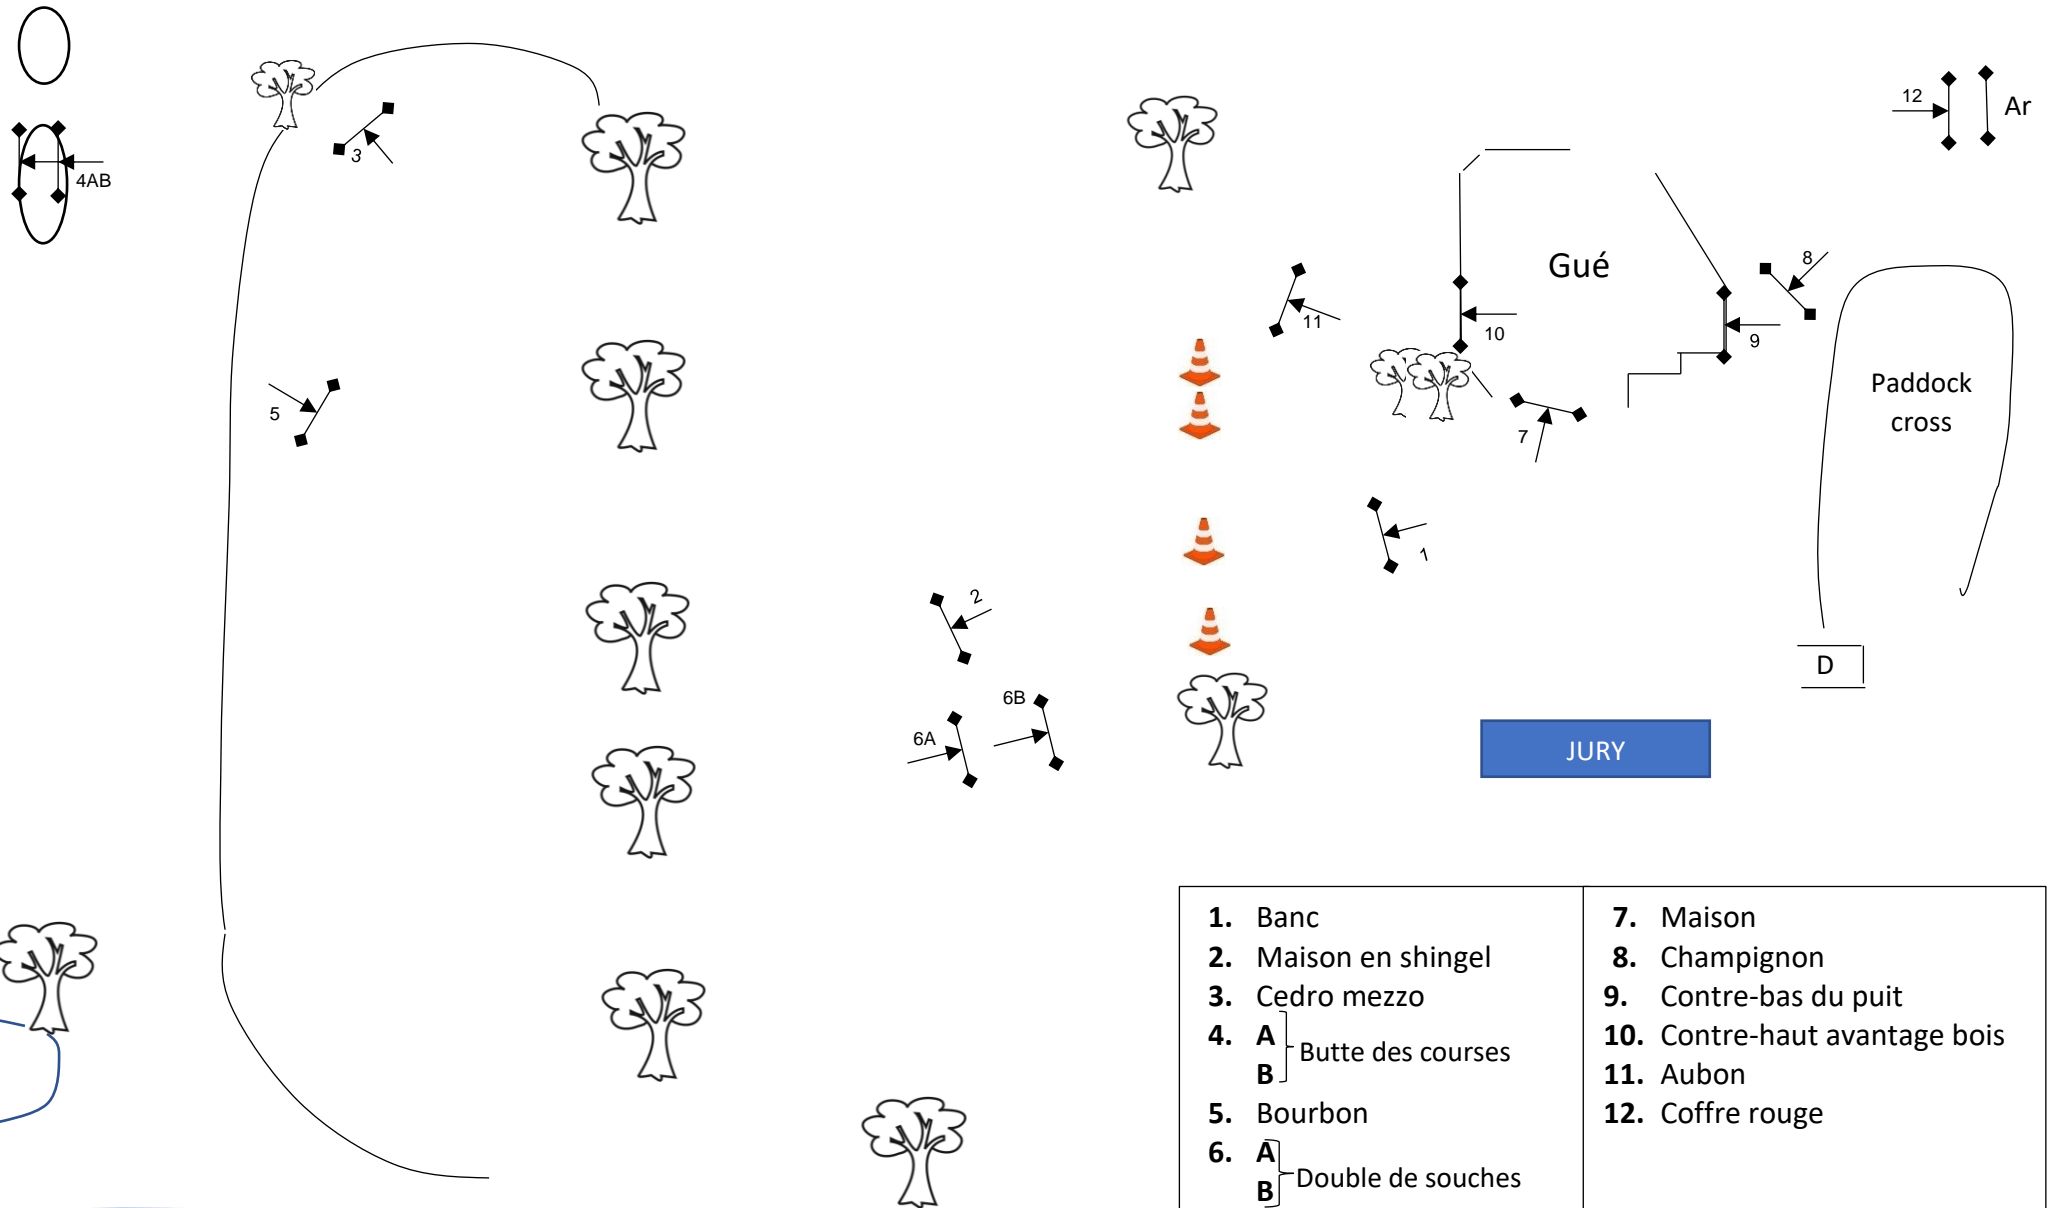 12
Ar
3
4AB
Gué
8
11
10
9
Paddock
cross
5
7
1
2
6B
6A
D
JURY
1. Banc
2. Maison en shingel
3. Cedro mezzo
4. A
Butte des courses
B
5. Bourbon
6. A
Double de souches
B
7. Maison
8. Champignon
9. Contre-bas du puit
10. Contre-haut avantage bois
11. Aubon
12. Coffre rouge